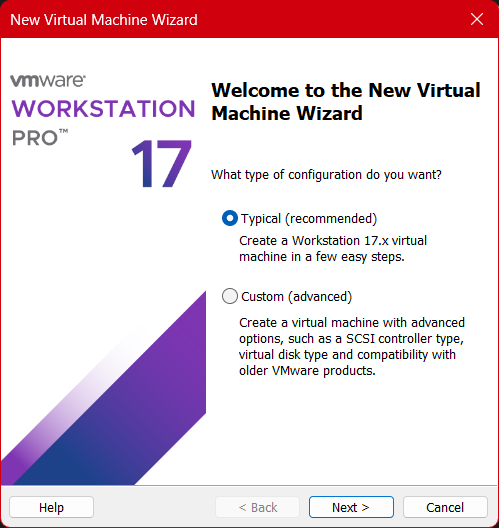 New Virtual Machine Wizard
vmware®
WORKSTATION
PRO™
17
Welcome to the New Virtual
Machine Wizard
What type of configuration do you want?
Typical (recommended)
Create a Workstation 17.x virtual
machine in a few easy steps.
Custom (advanced)
Create a virtual machine with advanced
options, such as a SCSI controller type,
virtual disk type and compatibility with
older VMware products.
Help
< Back
Next >
Cancel